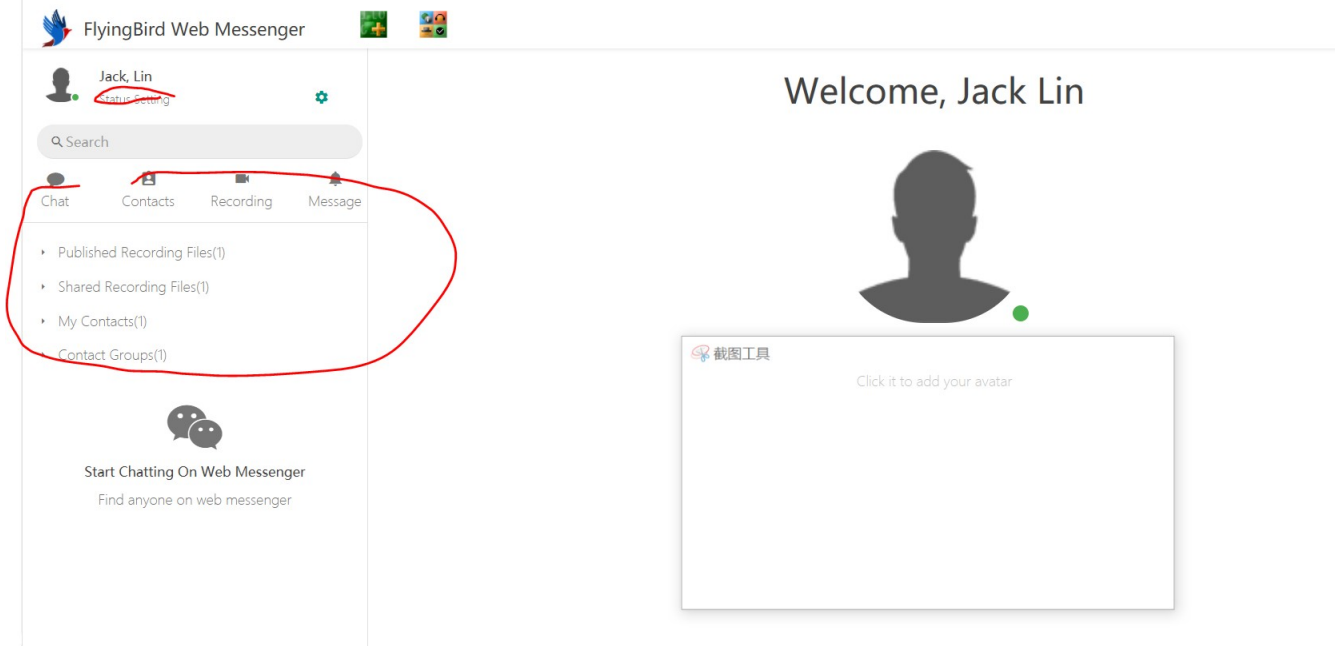 FlyingBird Web Messenger
Jack, Lin
Status Setting
Search
Chat Contacts Recording Message
Published Recording Files(1)
Shared Recording Files(1)
My Contacts(1)
Contact Groups(1)
Start Chatting On Web Messenger
Find anyone on web messenger
Welcome, Jack Lin
截图工具
Click it to add your avatar